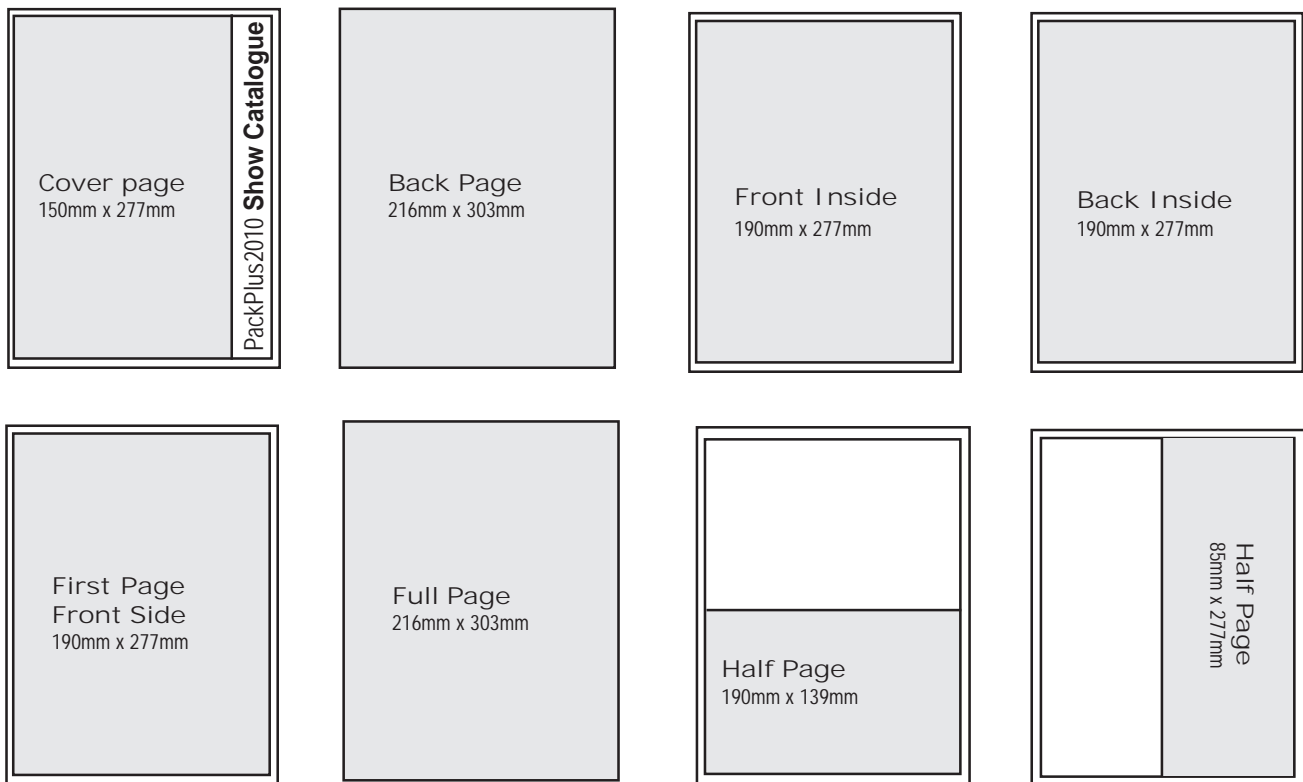 Cover page
150mm x 277mm
PackPlus2010 Show Catalogue
Back Page
216mm x 303mm
Front Inside
190mm x 277mm
Back Inside
190mm x 277mm
First Page
Front Side
190mm x 277mm
Full Page
216mm x 303mm
Half Page
190mm x 139mm
Half Page
85mm x 277mm